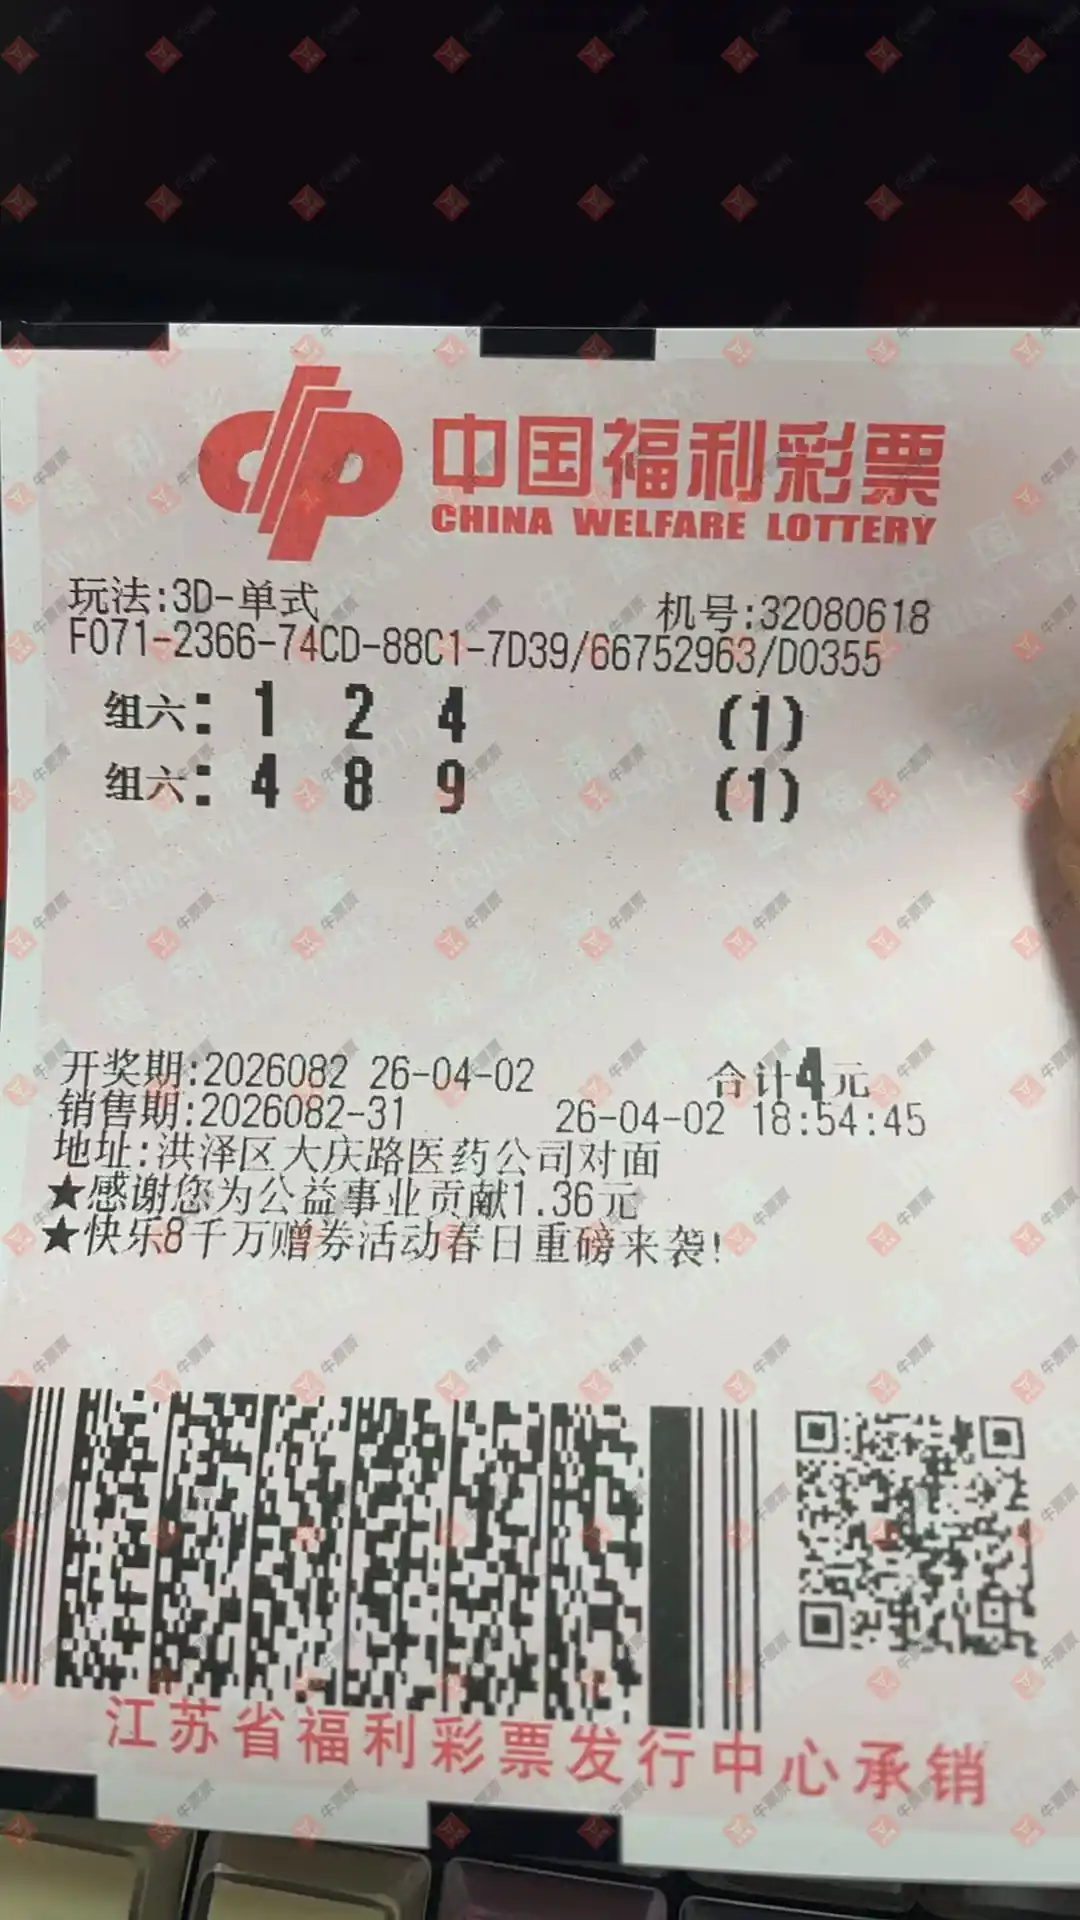 中国福利彩票
CHINA WELFARE LOTTERY
玩法:3D-单式 机号:32080618
F071-2366-74CD-88C1-7D39/66752963/D0355
组六: 1 2 4 (1)
组六: 4 8 9 (1)
开奖期:2026082 26-04-02 合计4元
销售期:2026082-31 26-04-02 18:54:45
地址:洪泽区大庆路医药公司对面
★感谢您为公益事业贡献1.36元
★快乐8千万赠券活动春日重磅来袭!
江苏省福利彩票发行中心承销
牛票票